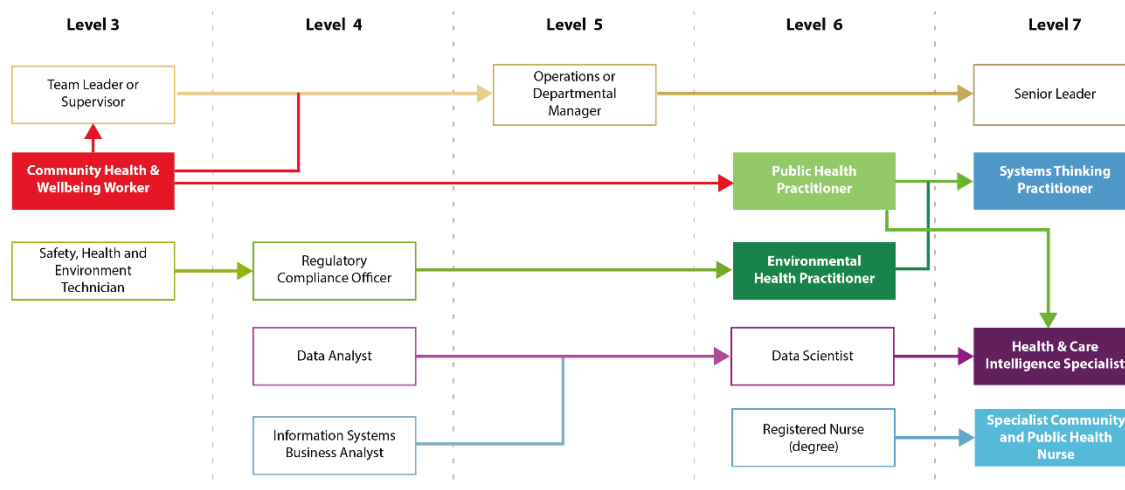 Level 3
Level 4
Level 5
Level 6
Level 7
Team Leader or
Supervisor
Operations or
Departmental
Manager
Senior Leader
Community Health &
Wellbeing Worker
Public Health
Practitioner
Systems Thinking
Practitioner
Safety, Health and
Environment
Technician
Regulatory
Compliance Officer
Environmental
Health Practitioner
Data Analyst
Data Scientist
Health & Care
Intelligence Specialist
Information Systems
Business Analyst
Registered Nurse
(degree)
Specialist Community
and Public Health
Nurse